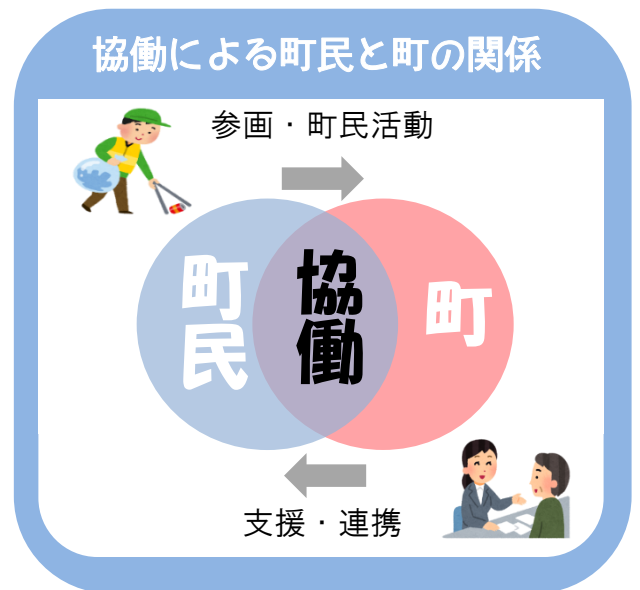 協働による町民と町の関係
参画・町民活動
町民
協働
町
支援・連携